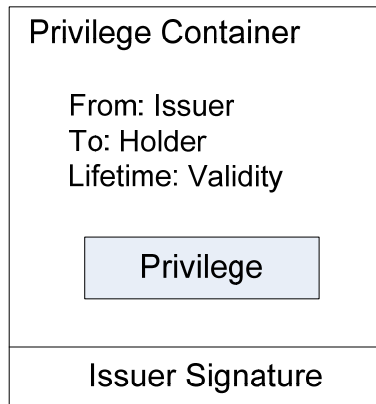 Privilege Container
From: Issuer
To: Holder
Lifetime: Validity
Privilege
Issuer Signature